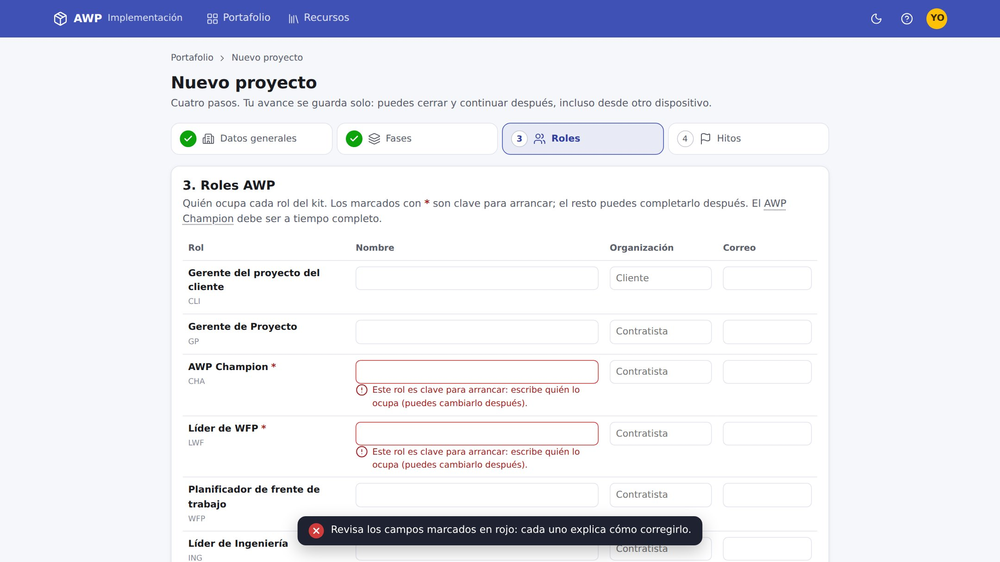 AWP Implementación Portafolio Recursos YO
Portafolio Nuevo proyecto
Nuevo proyecto
Cuatro pasos. Tu avance se guarda solo: puedes cerrar y continuar después, incluso desde otro dispositivo.
Datos generales Fases 3 Roles 4 Hitos
3. Roles AWP
Quién ocupa cada rol del kit. Los marcados con * son clave para arrancar; el resto puedes completarlo después. El AWP
Champion debe ser a tiempo completo.
Rol Nombre Organización Correo
Gerente del proyecto del
cliente
CLI
Cliente
Gerente de Proyecto
GP
Contratista
AWP Champion *
CHA
Contratista
Este rol es clave para arrancar: escribe quién lo
ocupa (puedes cambiarlo después).
Líder de WFP *
LWF
Contratista
Este rol es clave para arrancar: escribe quién lo
ocupa (puedes cambiarlo después).
Planificador de frente de
trabajo
WFP
Contratista
Revisa los campos marcados en rojo: cada uno explica cómo corregirlo.
Líder de Ingeniería
ING
Contratista